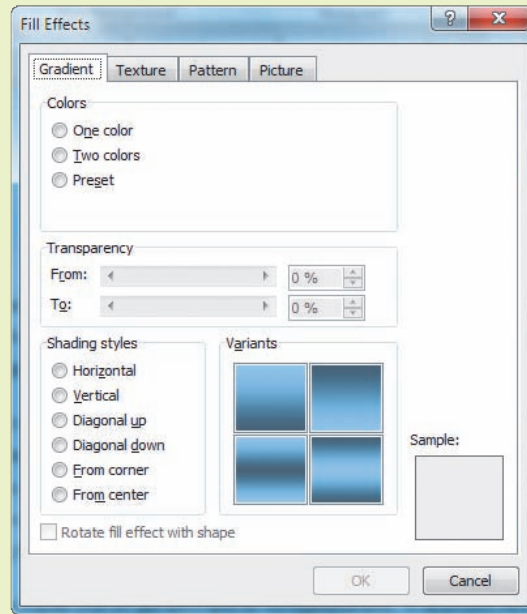 Fill Effects
Gradient Texture Pattern Picture
Colors
One color
Two colors
Preset
Transparency
From: 0 %
To: 0 %
Shading styles
Horizontal
Vertical
Diagonal up
Diagonal down
From corner
From center
Variants
Sample:
Rotate fill effect with shape
OK Cancel